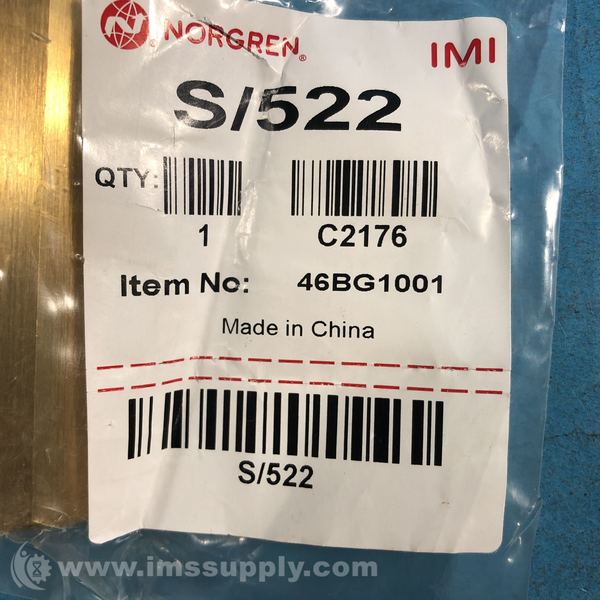 NORGREN® IMI
S/522
QTY:
1 C2176
Item No: 46BG1001
Made in China
S/522
www.imssupply.com